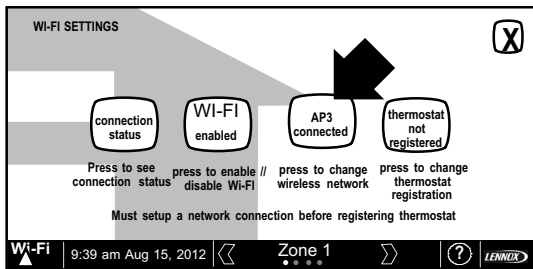 WI-FI SETTINGS
X
connection status
WI-FI enabled
AP3 connected
thermostat not registered
Press to see connection status
press to enable // disable Wi-FI
press to change wireless network
press to change thermostat registration
Must setup a network connection before registering thermostat
Wi-Fi
9:39 am Aug 15, 2012
Zone 1
?
LENNOX